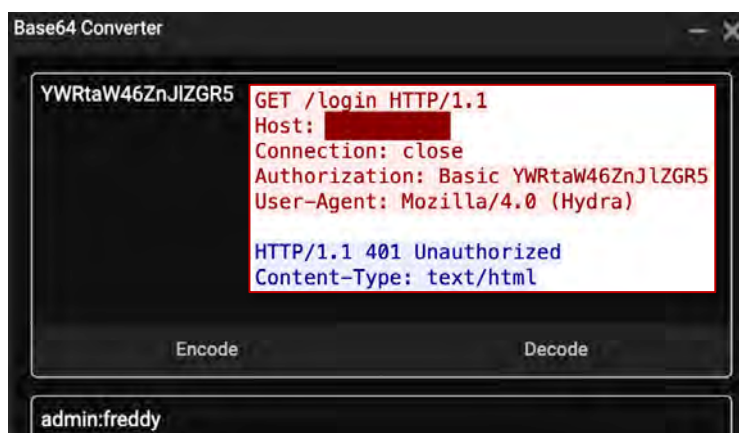 Base64 Converter
YWRtaW46ZnJlZGR5
GET /login HTTP/1.1
Host:
Connection: close
Authorization: Basic YWRtaW46ZnJlZGR5
User-Agent: Mozilla/4.0 (Hydra)
HTTP/1.1 401 Unauthorized
Content-Type: text/html
Encode
Decode
admin:freddy